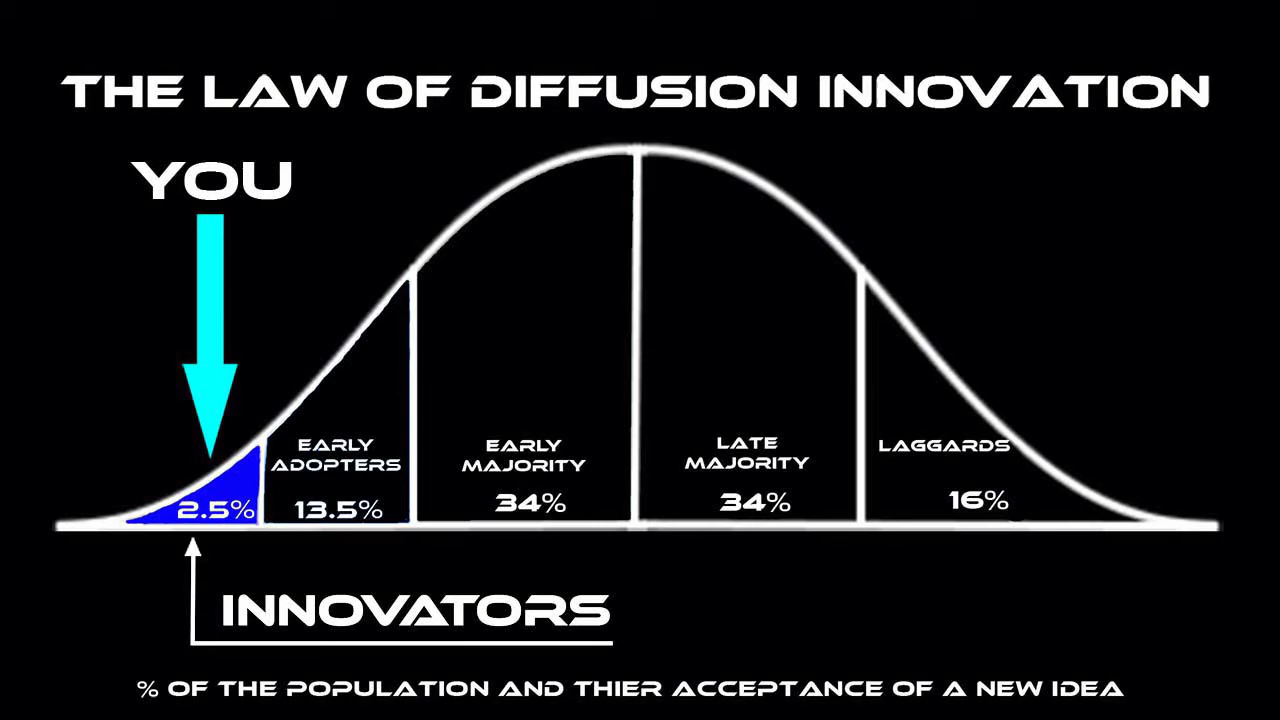 THE LAW OF DIFFUSION INNOVATION
YOU
EARLY
ADOPTERS
13.5%
EARLY
MAJORITY
34%
LATE
MAJORITY
34%
LAGGARDS
16%
2.5%
INNOVATORS
% OF THE POPULATION AND THIER ACCEPTANCE OF A NEW IDEA